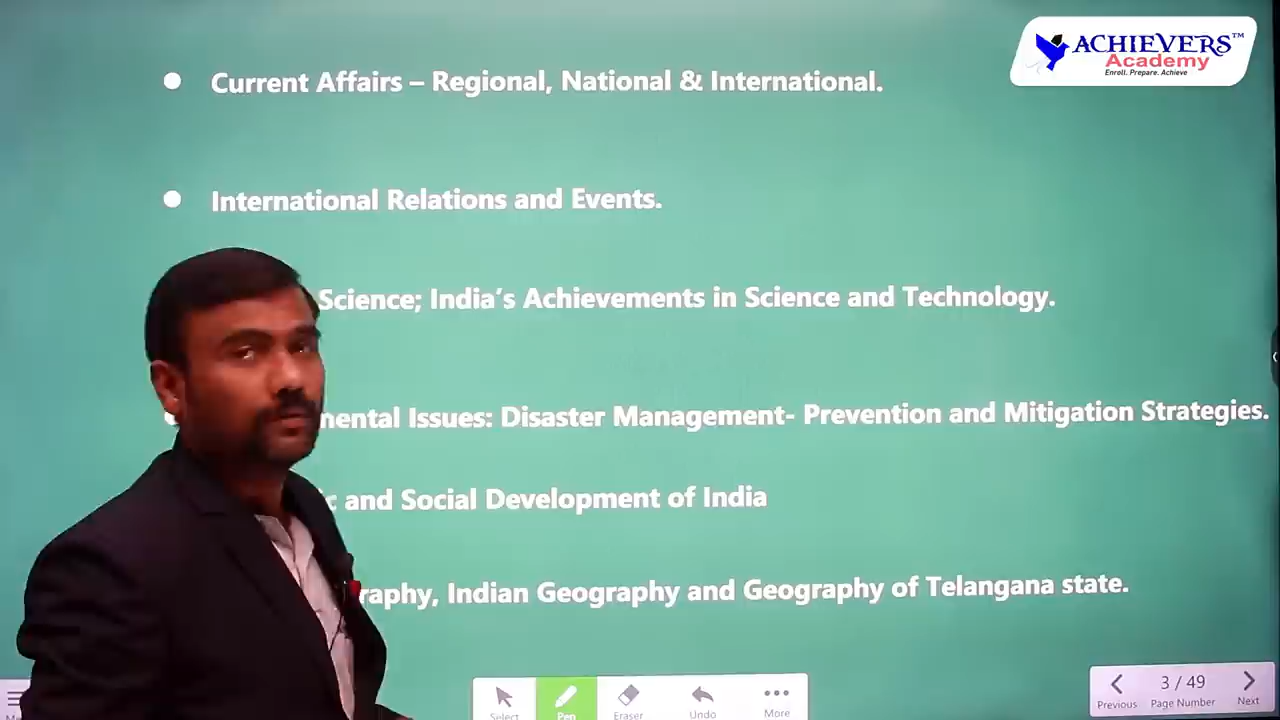 ACHIEVERS™
Academy
Enroll. Prepare. Achieve
Current Affairs – Regional, National & International.
International Relations and Events.
Science; India's Achievements in Science and Technology.
nental Issues: Disaster Management- Prevention and Mitigation Strategies.
and Social Development of India
raphy, Indian Geography and Geography of Telangana state.
Select
Pen
Eraser
Undo
More
Previous
3 / 49
Page Number
Next